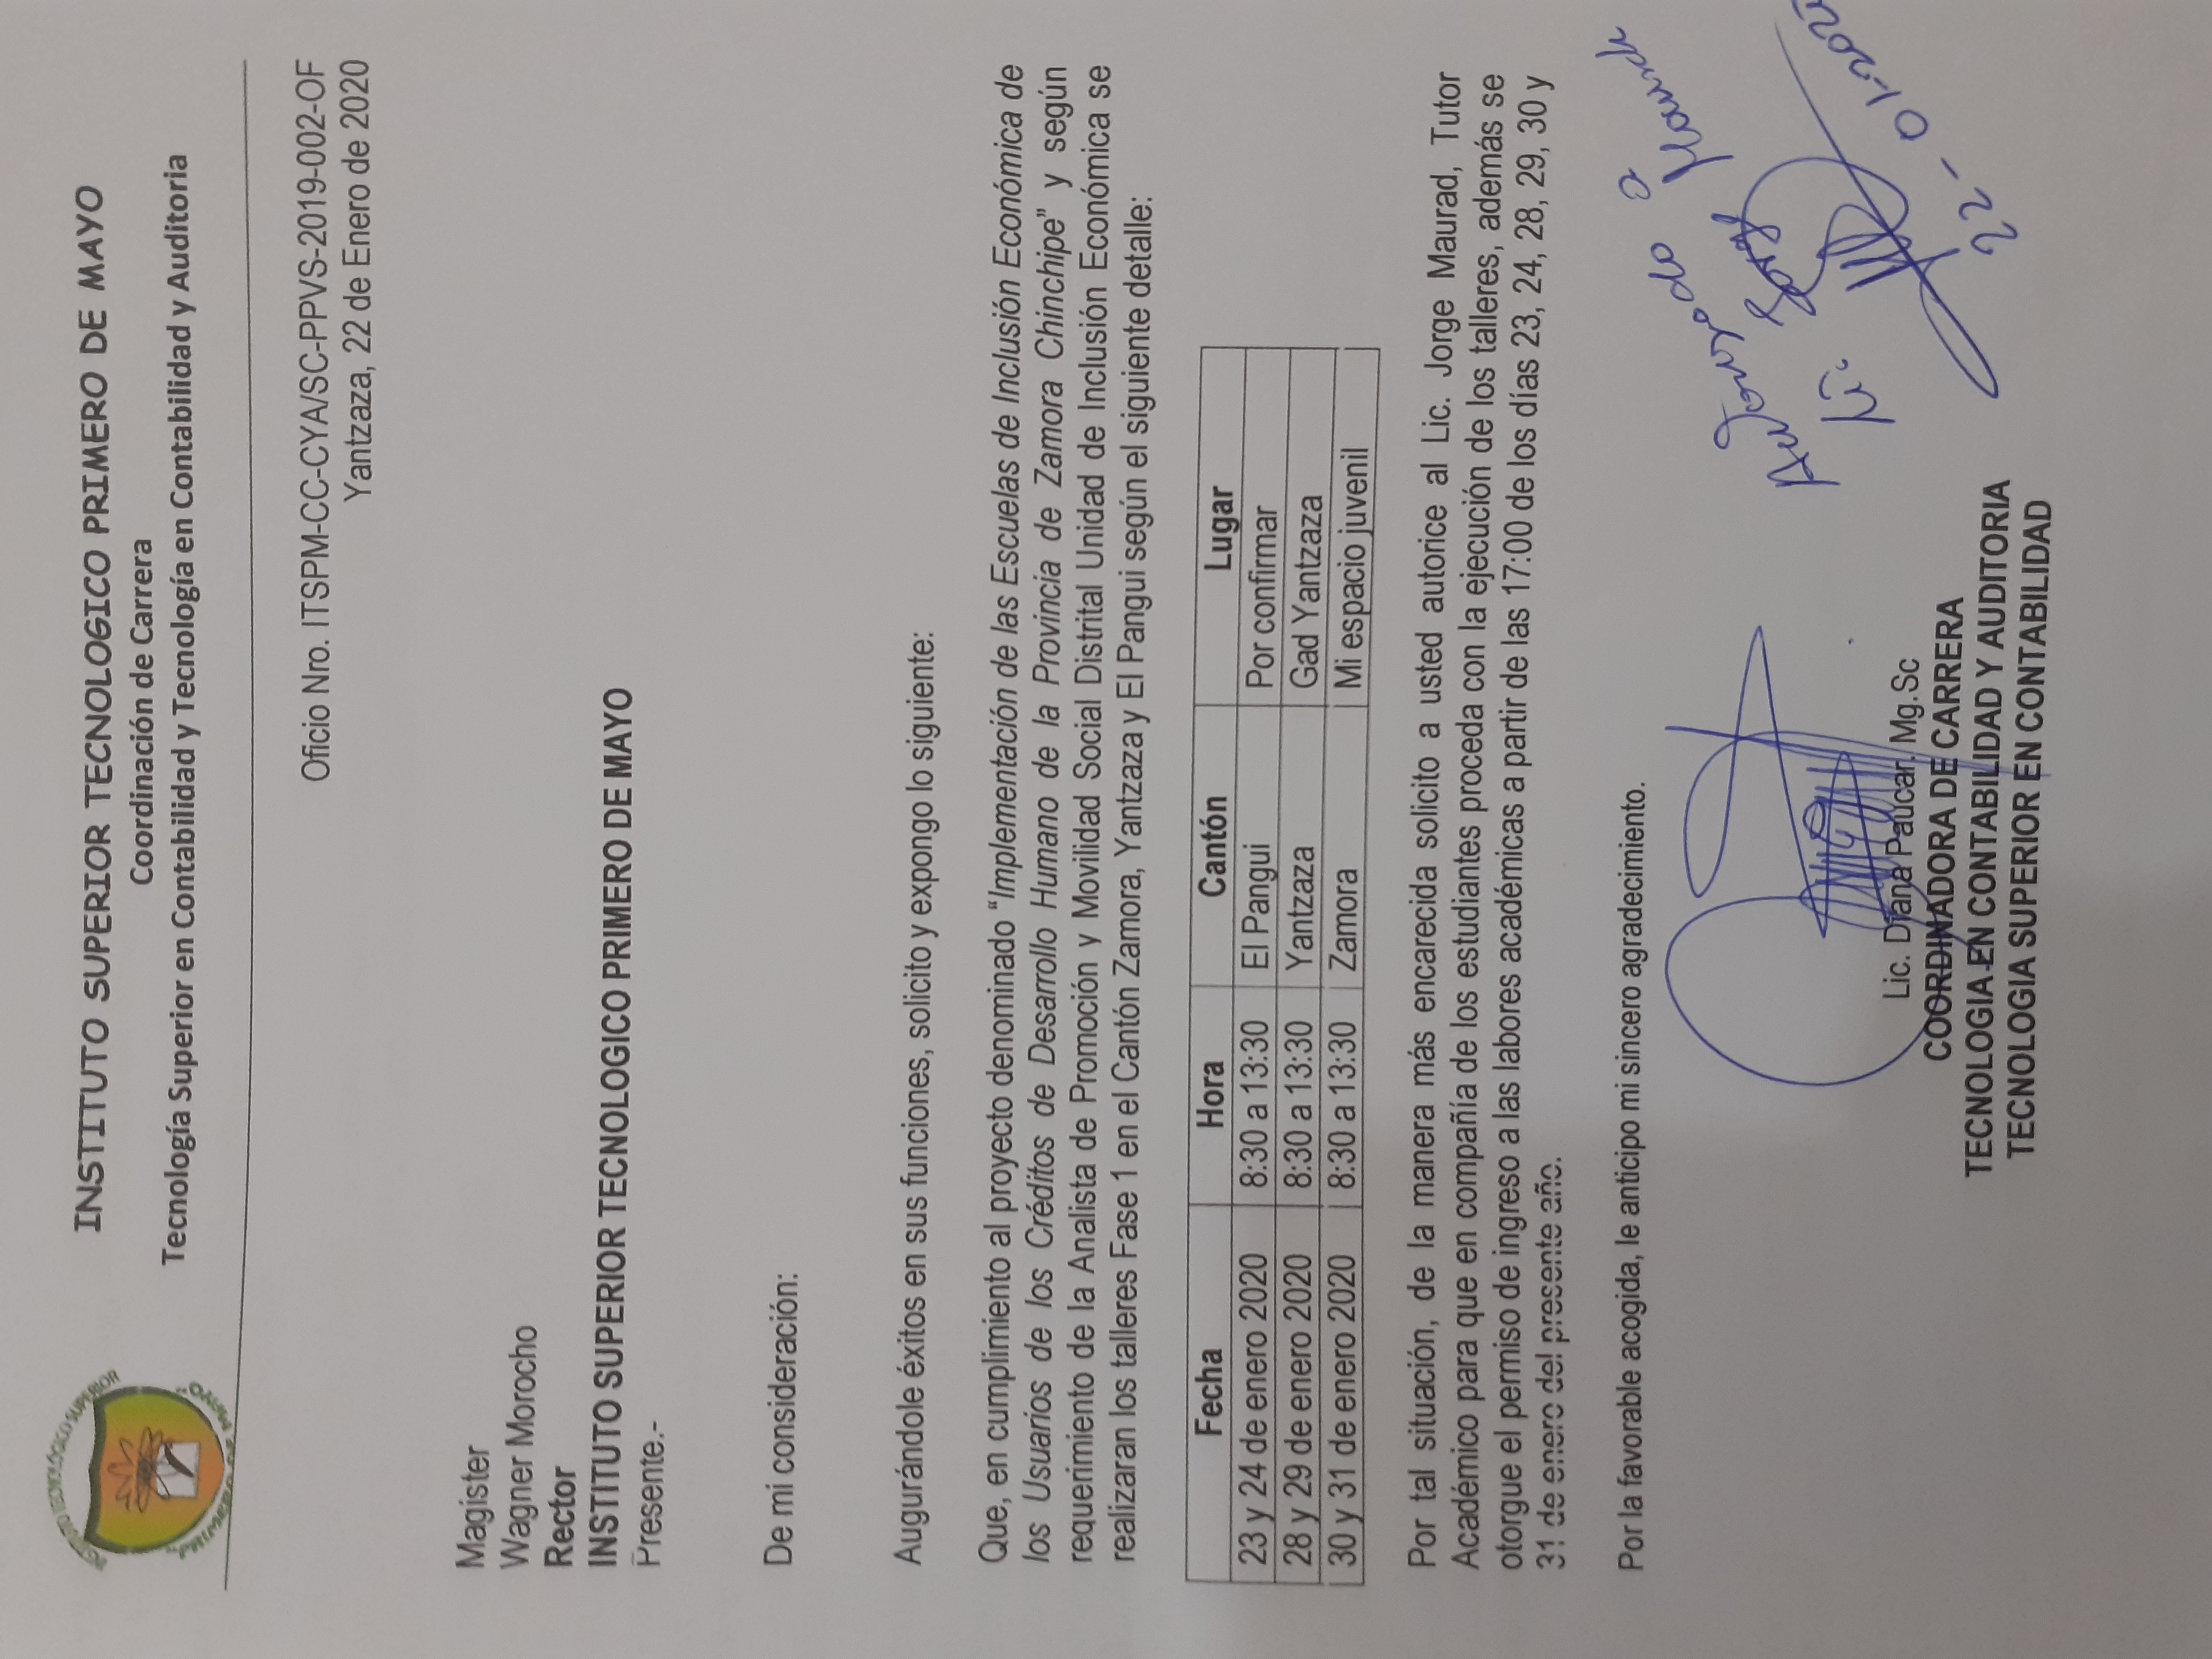 INSTITUTO TECNOLÓGICO SUPERIOR
"PRIMERO DE MAYO"
INSTITUTO SUPERIOR TECNOLOGICO PRIMERO DE MAYO
Coordinación de Carrera
Tecnología Superior en Contabilidad y Tecnología en Contabilidad y Auditoria
Oficio Nro. ITSPM-CC-CYA/SC-PPVS-2019-002-OF
Yantzaza, 22 de Enero de 2020
Magister
Wagner Morocho
Rector
INSTITUTO SUPERIOR TECNOLOGICO PRIMERO DE MAYO
Presente.-
De mi consideración:
Augurándole éxitos en sus funciones, solicito y expongo lo siguiente:
Que, en cumplimiento al proyecto denominado “Implementación de las Escuelas de Inclusión Económica de
los Usuarios de los Créditos de Desarrollo Humano de la Provincia de Zamora Chinchipe” y según
requerimiento de la Analista de Promoción y Movilidad Social Distrital Unidad de Inclusión Económica se
realizaran los talleres Fase 1 en el Cantón Zamora, Yantzaza y El Pangui según el siguiente detalle:
Fecha Hora Cantón Lugar
23 y 24 de enero 2020 8:30 a 13:30 El Pangui Por confirmar
28 y 29 de enero 2020 8:30 a 13:30 Yantzaza Gad Yantzaza
30 y 31 de enero 2020 8:30 a 13:30 Zamora Mi espacio juvenil
Por tal situación, de la manera más encarecida solicito a usted autorice al Lic. Jorge Maurad, Tutor
Académico para que en compañía de los estudiantes proceda con la ejecución de los talleres, además se
otorgue el permiso de ingreso a las labores académicas a partir de las 17:00 de los días 23, 24, 28, 29, 30 y
31 de enero del presente año.
Por la favorable acogida, le anticipo mi sincero agradecimiento.
Autorizado a
Lic. Jorge Maurad
22-01-2020
Lic. Diana Paucar. Mg.Sc
COORDINADORA DE CARRERA
TECNOLOGIA EN CONTABILIDAD Y AUDITORIA
TECNOLOGIA SUPERIOR EN CONTABILIDAD